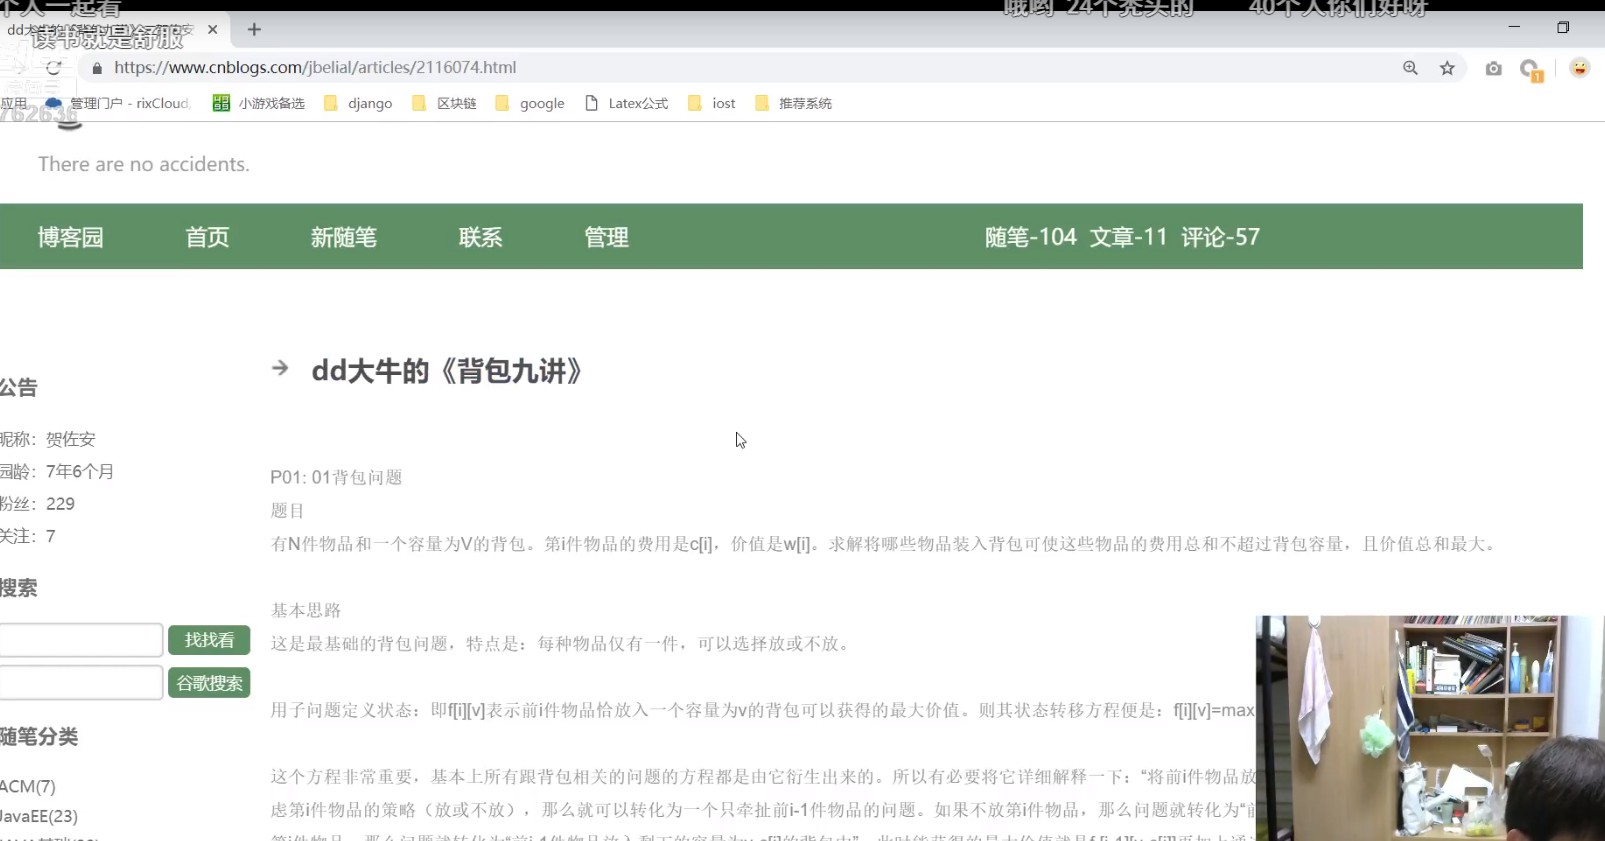 个人一起看
哦哟 24个秃头的
40个人你们好呀
读书就是舒服
https://www.cnblogs.com/jbelial/articles/2116074.html
应用
管理门户 - rixCloud,
小游戏备选
django
区块链
google
Latex公式
iost
推荐系统
762636
There are no accidents.
博客园
首页
新随笔
联系
管理
随笔-104 文章-11 评论-57
公告
昵称：贺佐安
园龄：7年6个月
粉丝：229
关注：7
搜索
找找看
谷歌搜索
随笔分类
ACM(7)
JavaEE(23)
dd大牛的《背包九讲》
P01: 01背包问题
题目
有N件物品和一个容量为V的背包。第i件物品的费用是c[i]，价值是w[i]。求解将哪些物品装入背包可使这些物品的费用总和不超过背包容量，且价值总和最大。
基本思路
这是最基础的背包问题，特点是：每种物品仅有一件，可以选择放或不放。
用子问题定义状态：即f[i][v]表示前i件物品恰放入一个容量为v的背包可以获得的最大价值。则其状态转移方程便是：f[i][v]=max
这个方程非常重要，基本上所有跟背包相关的问题的方程都是由它衍生出来的。所以有必要将它详细解释一下：“将前i件物品放
虑第i件物品的策略（放或不放），那么就可以转化为一个只牵扯前i-1件物品的问题。如果不放第i件物品，那么问题就转化为“前